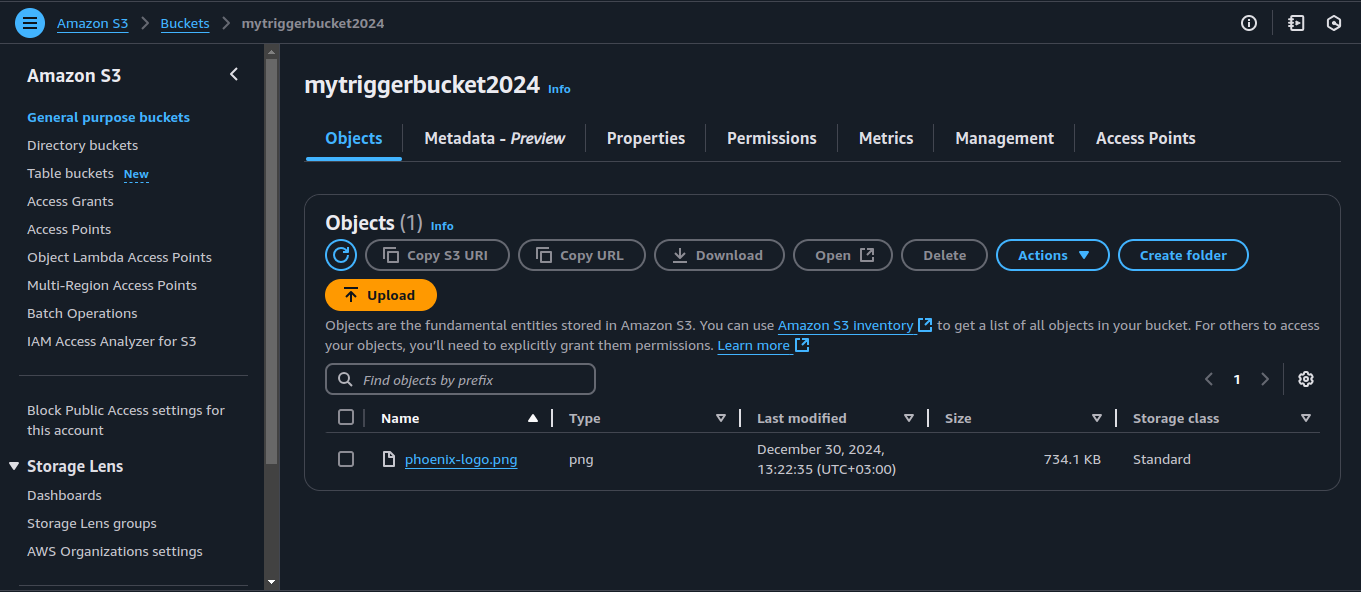 Amazon S3 > Buckets > mytriggerbucket2024
Amazon S3
General purpose buckets
Directory buckets
Table buckets New
Access Grants
Access Points
Object Lambda Access Points
Multi-Region Access Points
Batch Operations
IAM Access Analyzer for S3
Block Public Access settings for
this account
Storage Lens
Dashboards
Storage Lens groups
AWS Organizations settings
mytriggerbucket2024 Info
Objects Metadata - Preview Properties Permissions Metrics Management Access Points
Objects (1) Info
Copy S3 URI Copy URL Download Open Delete Actions Create folder
Upload
Objects are the fundamental entities stored in Amazon S3. You can use Amazon S3 inventory to get a list of all objects in your bucket. For others to access
your objects, you'll need to explicitly grant them permissions. Learn more
Find objects by prefix 1
Name Type Last modified Size Storage class
phoenix-logo.png png December 30, 2024, 734.1 KB Standard
13:22:35 (UTC+03:00)